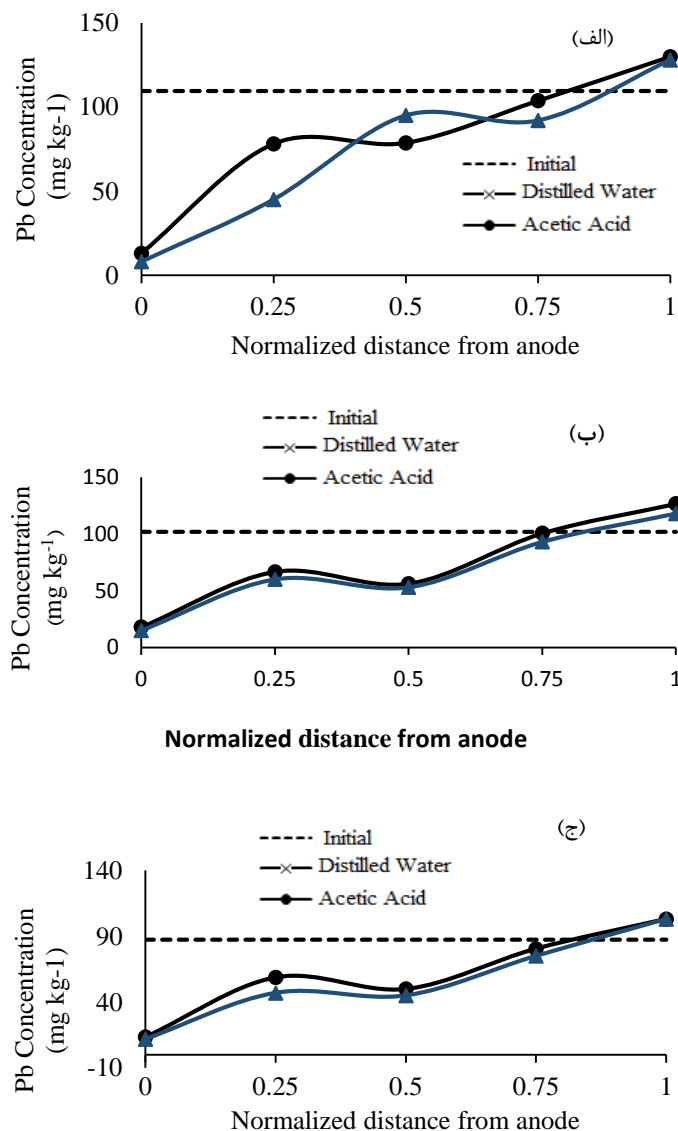 (الف)
150
100
50
0
Pb Concentration
(mg kg-1)
Initial
Distilled Water
Acetic Acid
0 0.25 0.5 0.75 1
Normalized distance from anode
Initial
(ب)
Distilled Water
Acetic Acid
150
100
50
0
Pb Concentration
(mg kg-1)
0 0.25 0.5 0.75 1
Normalized distance from anode
(ج)
Initial
Distilled Water
Acetic Acid
140
90
40
-10
Pb Concentration
(mg kg-1)
0 0.25 0.5 0.75 1
Normalized distance from anode